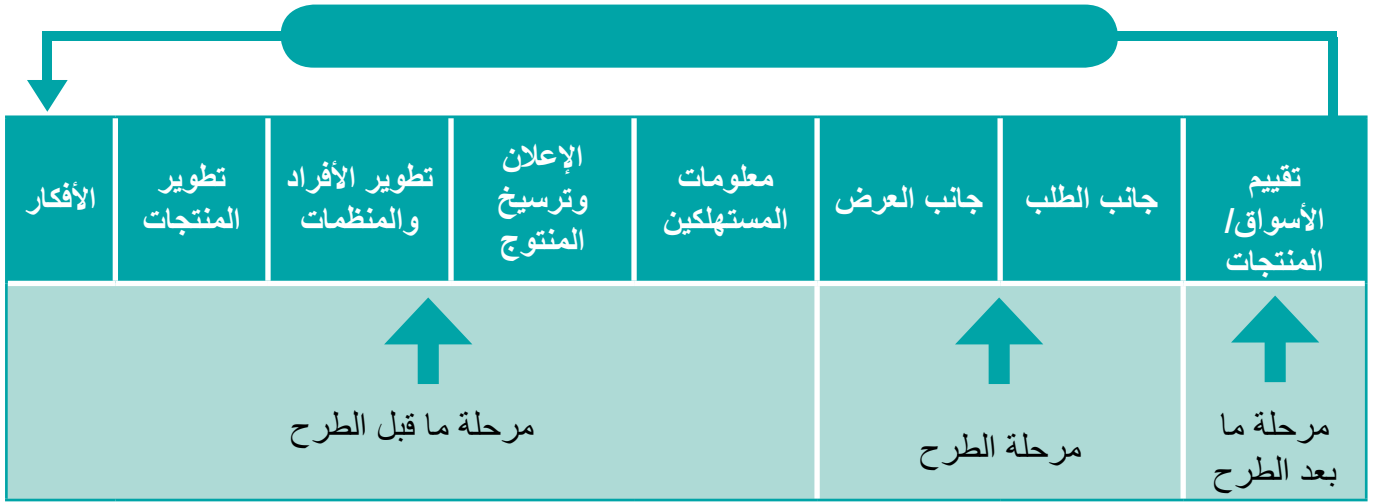 الأفكار
تطوير
المنتجات
تطوير الأفراد
والمنظمات
الإعلان
وترسيخ
المنتوج
معلومات
المستهلكين
جانب العرض
جانب الطلب
تقييم
الأسواق/
المنتجات
مرحلة ما قبل الطرح
مرحلة الطرح
مرحلة ما
بعد الطرح